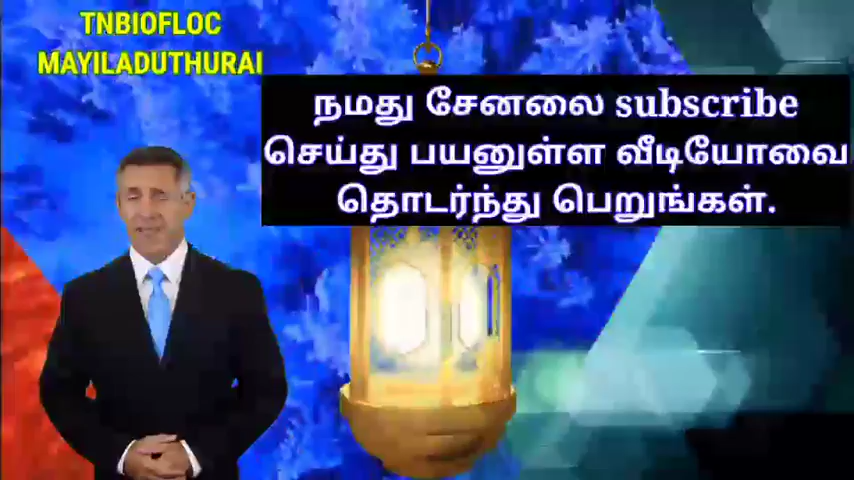 TNBIOFLOC
MAYILADUTHURAI
நமது சேனலை subscribe
செய்து பயனுள்ள வீடியோவை
தொடர்ந்து பெறுங்கள்.